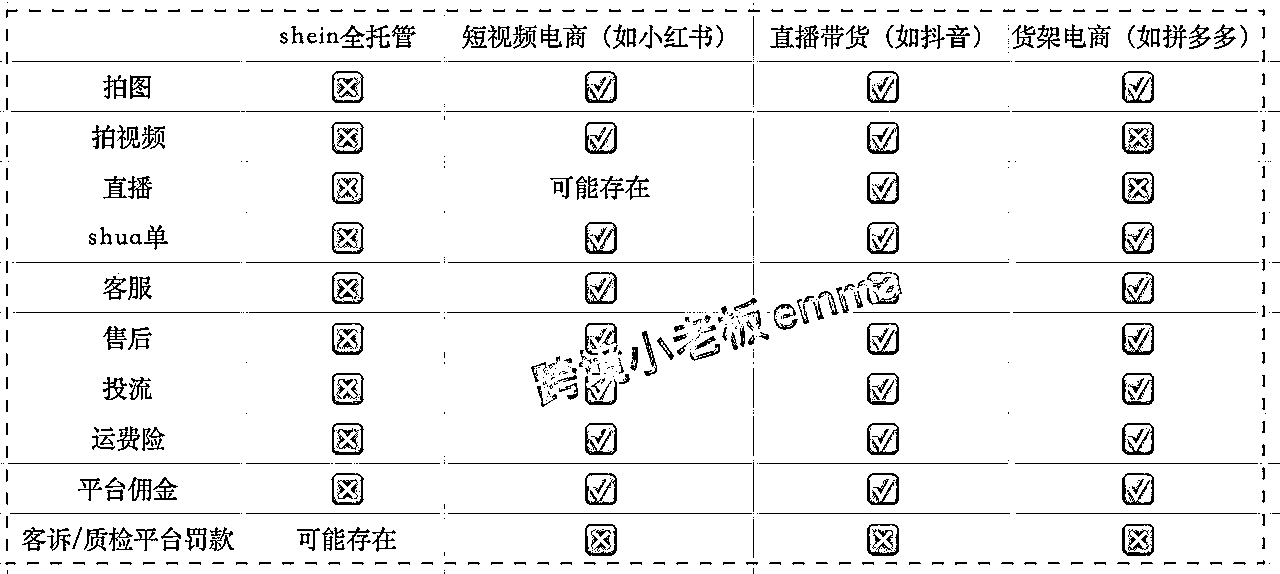 shein全托管 短视频电商（如小红书） 直播带货（如抖音） 货架电商（如拼多多）
拍图
拍视频
直播 可能存在
shua单
客服
售后
投流
运费险
平台佣金
客诉/质检平台罚款 可能存在
跨境小老板emma